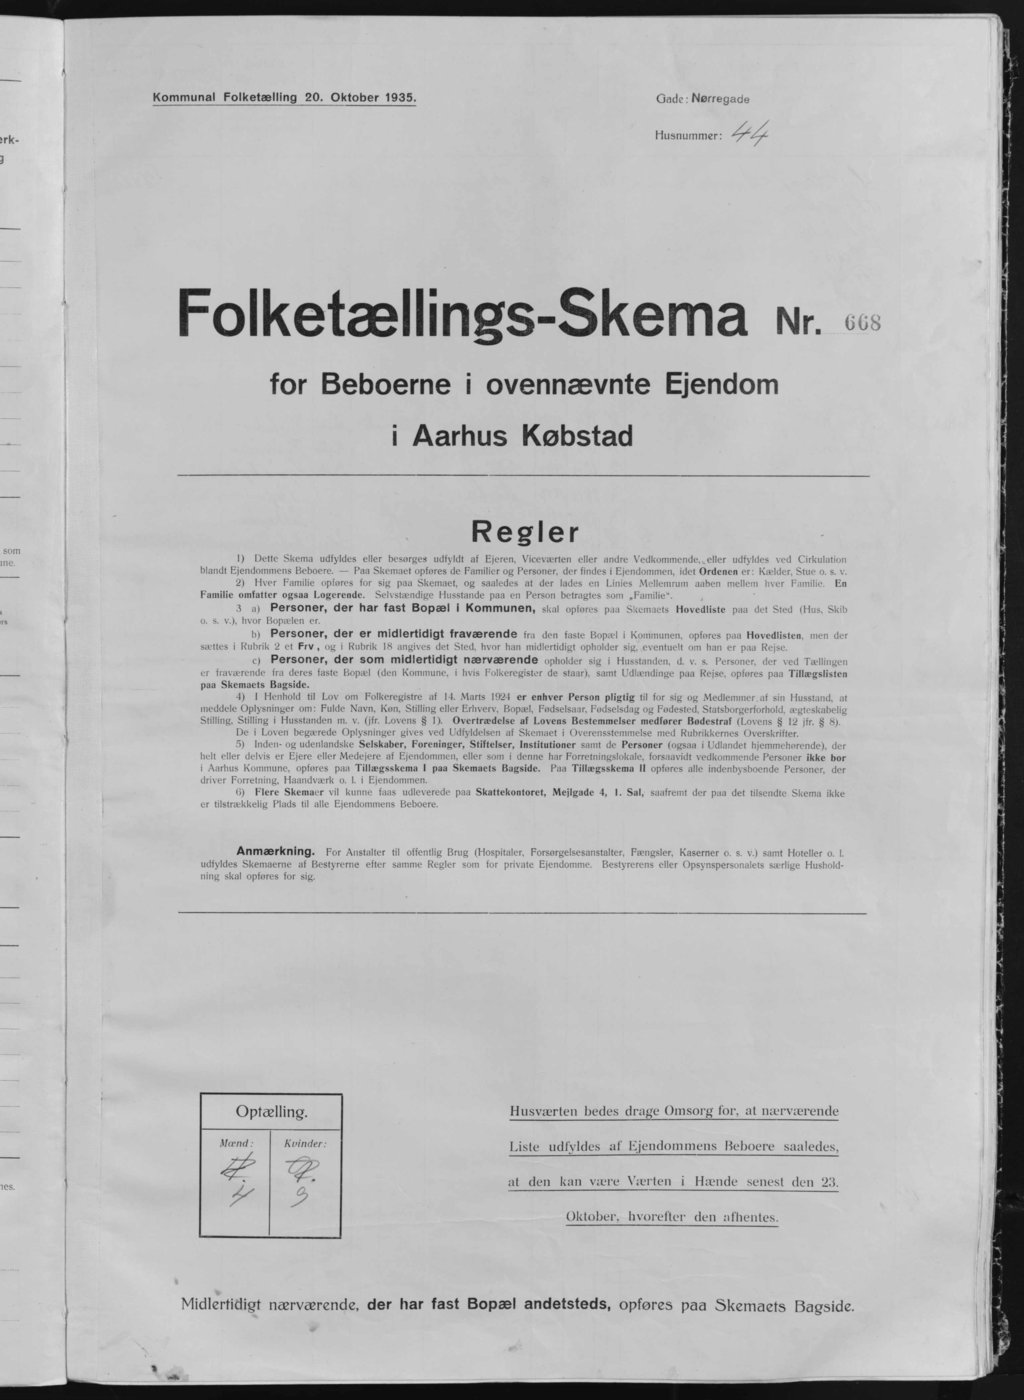 Kommunal Folketælling 20. Oktober 1935.
Gade: Nørregade
Husnummer: 44
Folketællings-Skema Nr. 668
for Beboerne i ovennævnte Ejendom
i Aarhus Købstad
Regler
1) Dette Skema udfyldes eller besørges udfyldt af Ejeren, Viceværten eller andre Vedkommende, eller udfyldes ved Cirkulation
blandt Ejendommens Beboere. — Paa Skemaet opføres de Familier og Personer, der findes i Ejendommen, idet Ordenen er: Kælder, Stue o. s. v.
2) Hver Familie opføres for sig paa Skemaet, og saaledes at der lades en Linies Mellemrum aaben mellem hver Familie. En
Familie omfatter ogsaa Logerende. Selvstændige Husstande paa en Person betragtes som „Familie“.
3 a) Personer, der har fast Bopæl i Kommunen, skal opføres paa Skemaets Hovedliste paa det Sted (Hus, Skib
o. s. v.), hvor Bopælen er.
b) Personer, der er midlertidigt fraværende fra den faste Bopæl i Kommunen, opføres paa Hovedlisten, men der
sættes i Rubrik 2 et Frv, og i Rubrik 18 angives det Sted, hvor han midlertidigt opholder sig, eventuelt om han er paa Rejse.
c) Personer, der som midlertidigt nærværende opholder sig i Husstanden, d. v. s. Personer, der ved Tællingen
er fraværende fra deres faste Bopæl (den Kommune, i hvis Folkeregister de staar), samt Udlændinge paa Rejse, opføres paa Tillægslisten
paa Skemaets Bagside.
4) I Henhold til Lov om Folkeregistre af 14. Marts 1924 er enhver Person pligtig til for sig og Medlemmer af sin Husstand, at
meddele Oplysninger om: Fulde Navn, Køn, Stilling eller Erhverv, Bopæl, Fødselsaar, Fødselsdag og Fødested, Statsborgerforhold, ægteskabelig
Stilling, Stilling i Husstanden m. v. (jfr. Lovens § 1). Overtrædelse af Lovens Bestemmelser medfører Bødestraf (Lovens § 12 jfr. § 8).
De i Loven begærede Oplysninger gives ved Udfyldelsen af Skemaet i Overensstemmelse med Rubrikkernes Overskrifter.
5) Inden- og udenlandske Selskaber, Foreninger, Stiftelser, Institutioner samt de Personer (ogsaa i Udlandet hjemmehørende), der
helt eller delvis er Ejere eller Medejere af Ejendommen, eller som i denne har Forretningslokale, forsaavidt vedkommende Personer ikke bor
i Aarhus Kommune, opføres paa Tillægsskema I paa Skemaets Bagside. Paa Tillægsskema II opføres alle indenbysboende Personer, der
driver Forretning, Haandværk o. l. i Ejendommen.
6) Flere Skemaer vil kunne faas udleverede paa Skattekontoret, Mejlgade 4, 1. Sal, saafremt der paa det tilsendte Skema ikke
er tilstrækkelig Plads til alle Ejendommens Beboere.
Anmærkning. For Anstalter til offentlig Brug (Hospitaler, Forsørgelsesanstalter, Fængsler, Kaserner o. s. v.) samt Hoteller o. l.
udfyldes Skemaerne af Bestyrerne efter samme Regler som for private Ejendomme. Bestyrerens eller Opsynspersonalets særlige Hushold-
ning skal opføres for sig.
Optælling.
Mænd: Kvinder:
4 9
Husværten bedes drage Omsorg for, at nærværende
Liste udfyldes af Ejendommens Beboere saaledes,
at den kan være Værten i Hænde senest den 23.
Oktober, hvorefter den afhentes.
Midlertidigt nærværende, der har fast Bopæl andetsteds, opføres paa Skemaets Bagside.